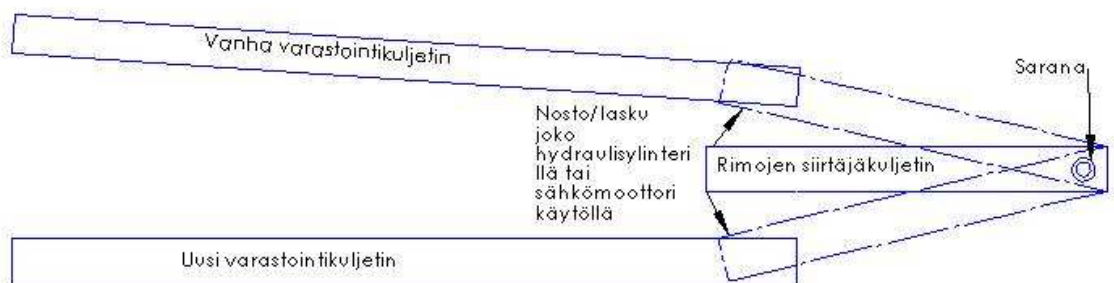 Vanha varastointikuljetin
Sarana
Nosto/lasku
joko
hydraulisylinteri
llä tai
sähkömoottori
käytöllä
Rimojen siirtäjäkuljetin
Uusi varastointikuljetin